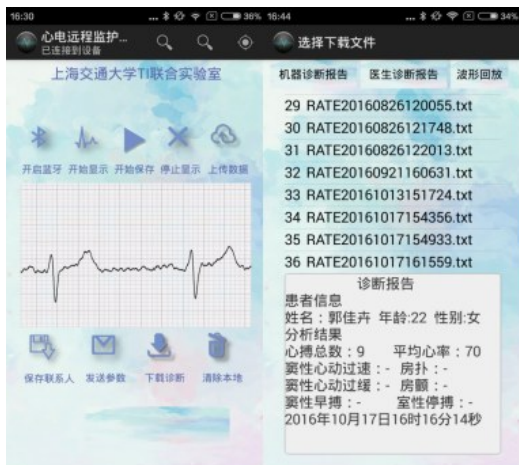 16:30 ... 36%
心电远程监护...
已连接到设备
上海交通大学TI联合实验室
开启蓝牙 开始显示 开始保存 停止显示 上传数据
保存联系人 发送参数 下载诊断 清除本地
16:44 ... 34%
选择下载文件
机器诊断报告 医生诊断报告 波形回放
29 RATE20160826120055.txt
30 RATE20160826121748.txt
31 RATE20160826122013.txt
32 RATE20160921160631.txt
33 RATE20161013151724.txt
34 RATE20161017154356.txt
35 RATE20161017154933.txt
36 RATE20161017161559.txt
诊断报告
患者信息
姓名：郭佳卉 年龄:22 性别:女
分析结果
心搏总数：9 平均心率：70
窦性心动过速：- 房扑：-
窦性心动过缓：- 房颤：-
窦性早搏：- 室性停搏：-
2016年10月17日16时16分14秒